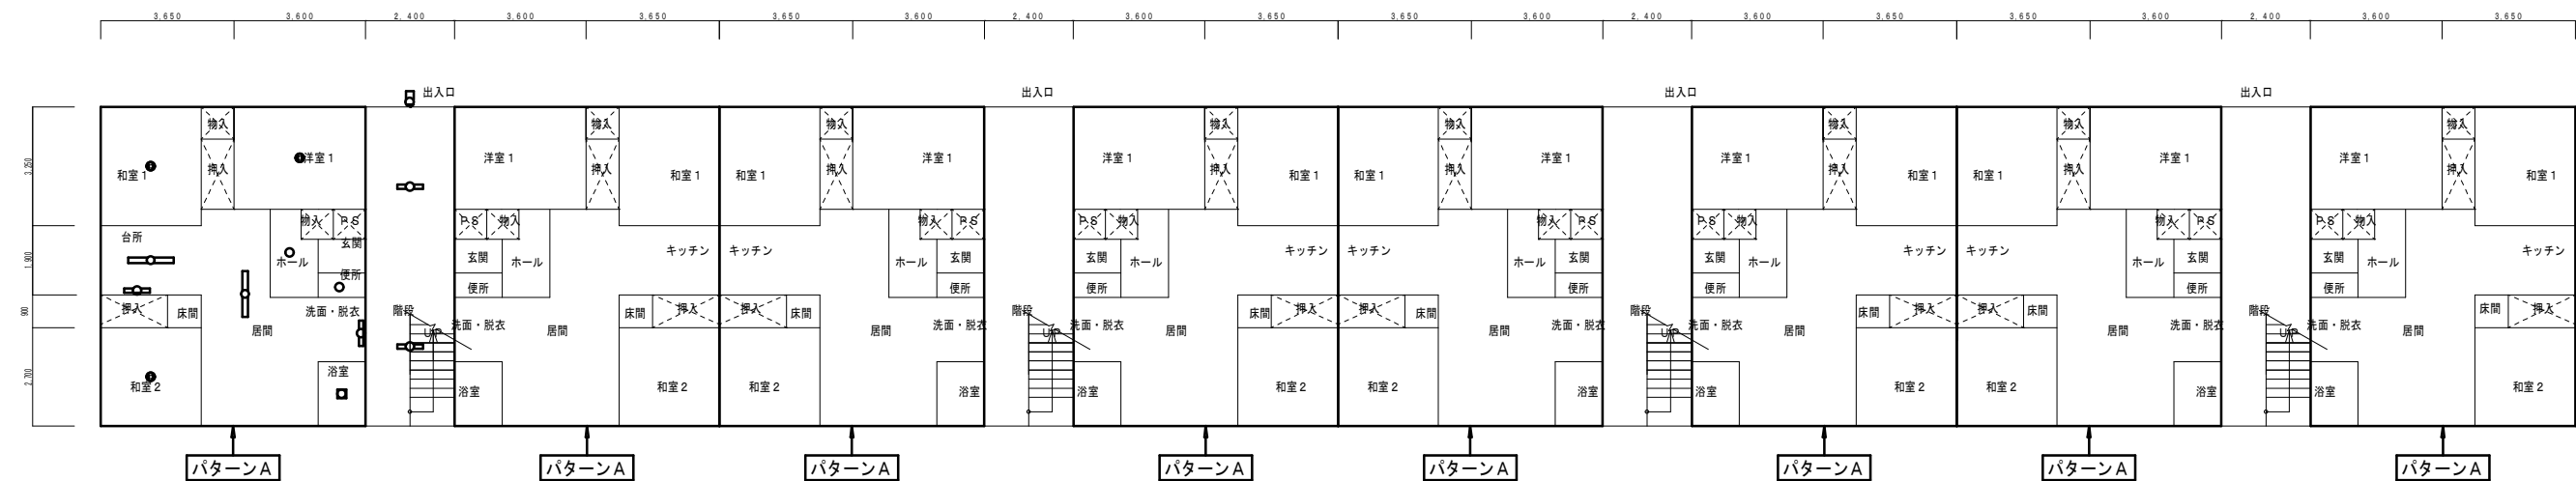 3,650 3,600 2,400 3,600 3,650 3,650 3,600 2,400 3,600 3,650 3,650 3,600 2,400 3,600 3,650 3,650 3,600 2,400 3,600 3,650
出入口 出入口 出入口 出入口
物入 物入 物入 物入 物入 物入 物入 物入
3,250 和室1 押入 洋室1 洋室1 押入 和室1 和室1 押入 洋室1 洋室1 押入 和室1 和室1 押入 洋室1 洋室1 押入 和室1 和室1 押入 洋室1 洋室1 押入 和室1
物入 PS PS 物入 物入 PS PS 物入 物入 PS PS 物入 物入 PS PS 物入
1,900 台所 ホール 玄関 玄関 ホール キッチン キッチン ホール 玄関 玄関 ホール キッチン キッチン ホール 玄関 玄関 ホール キッチン キッチン ホール 玄関 玄関 ホール キッチン
便所 便所 便所 便所 便所 便所 便所 便所
900 押入 床間 洗面・脱衣 階段 床間 押入 押入 床間 階段 床間 押入 押入 床間 階段 床間 押入 押入 床間 階段 床間 押入
居間 UP 洗面・脱衣 居間 居間 洗面・脱衣 UP 洗面・脱衣 居間 居間 洗面・脱衣 UP 洗面・脱衣 居間 居間 洗面・脱衣 UP 洗面・脱衣 居間
2,700 和室2 浴室 浴室 和室2 和室2 浴室 浴室 和室2 和室2 浴室 浴室 和室2 和室2 浴室 浴室 和室2
パターンA パターンA パターンA パターンA パターンA パターンA パターンA パターンA